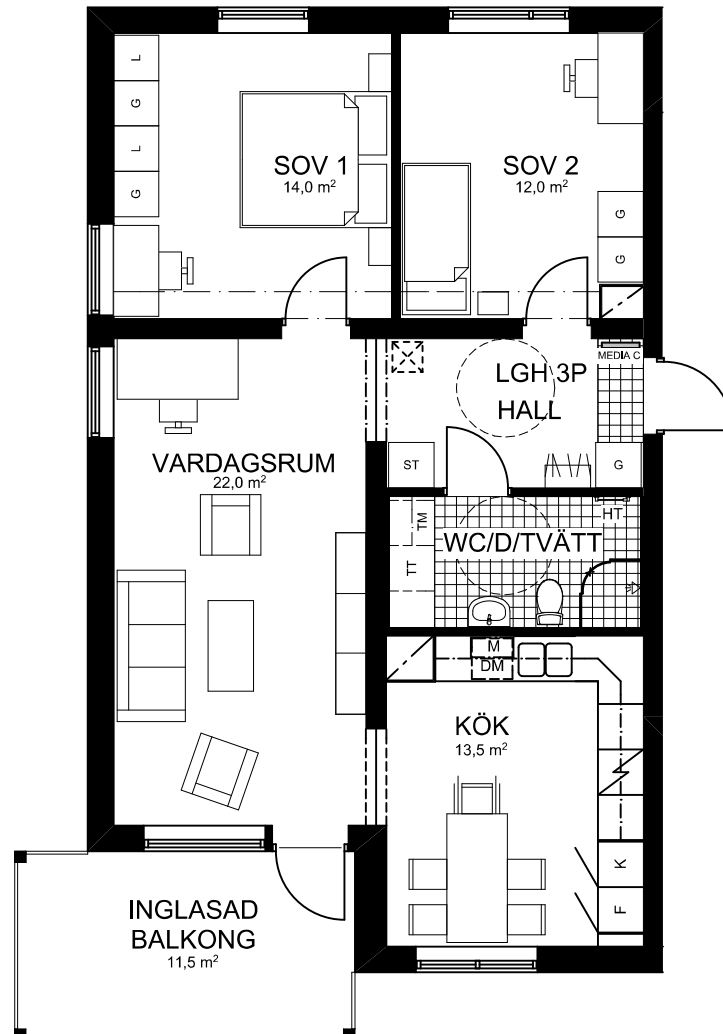 L
G
L
G
SOV 1
14,0 m²
SOV 2
12,0 m²
G
G
MEDIA C
LGH 3P
HALL
ST
G
VARDAGSRUM
22,0 m²
TM
TT
HT
WC/D/TVÄTT
M
DM
KÖK
13,5 m²
K
F
INGLASAD
BALKONG
11,5 m²